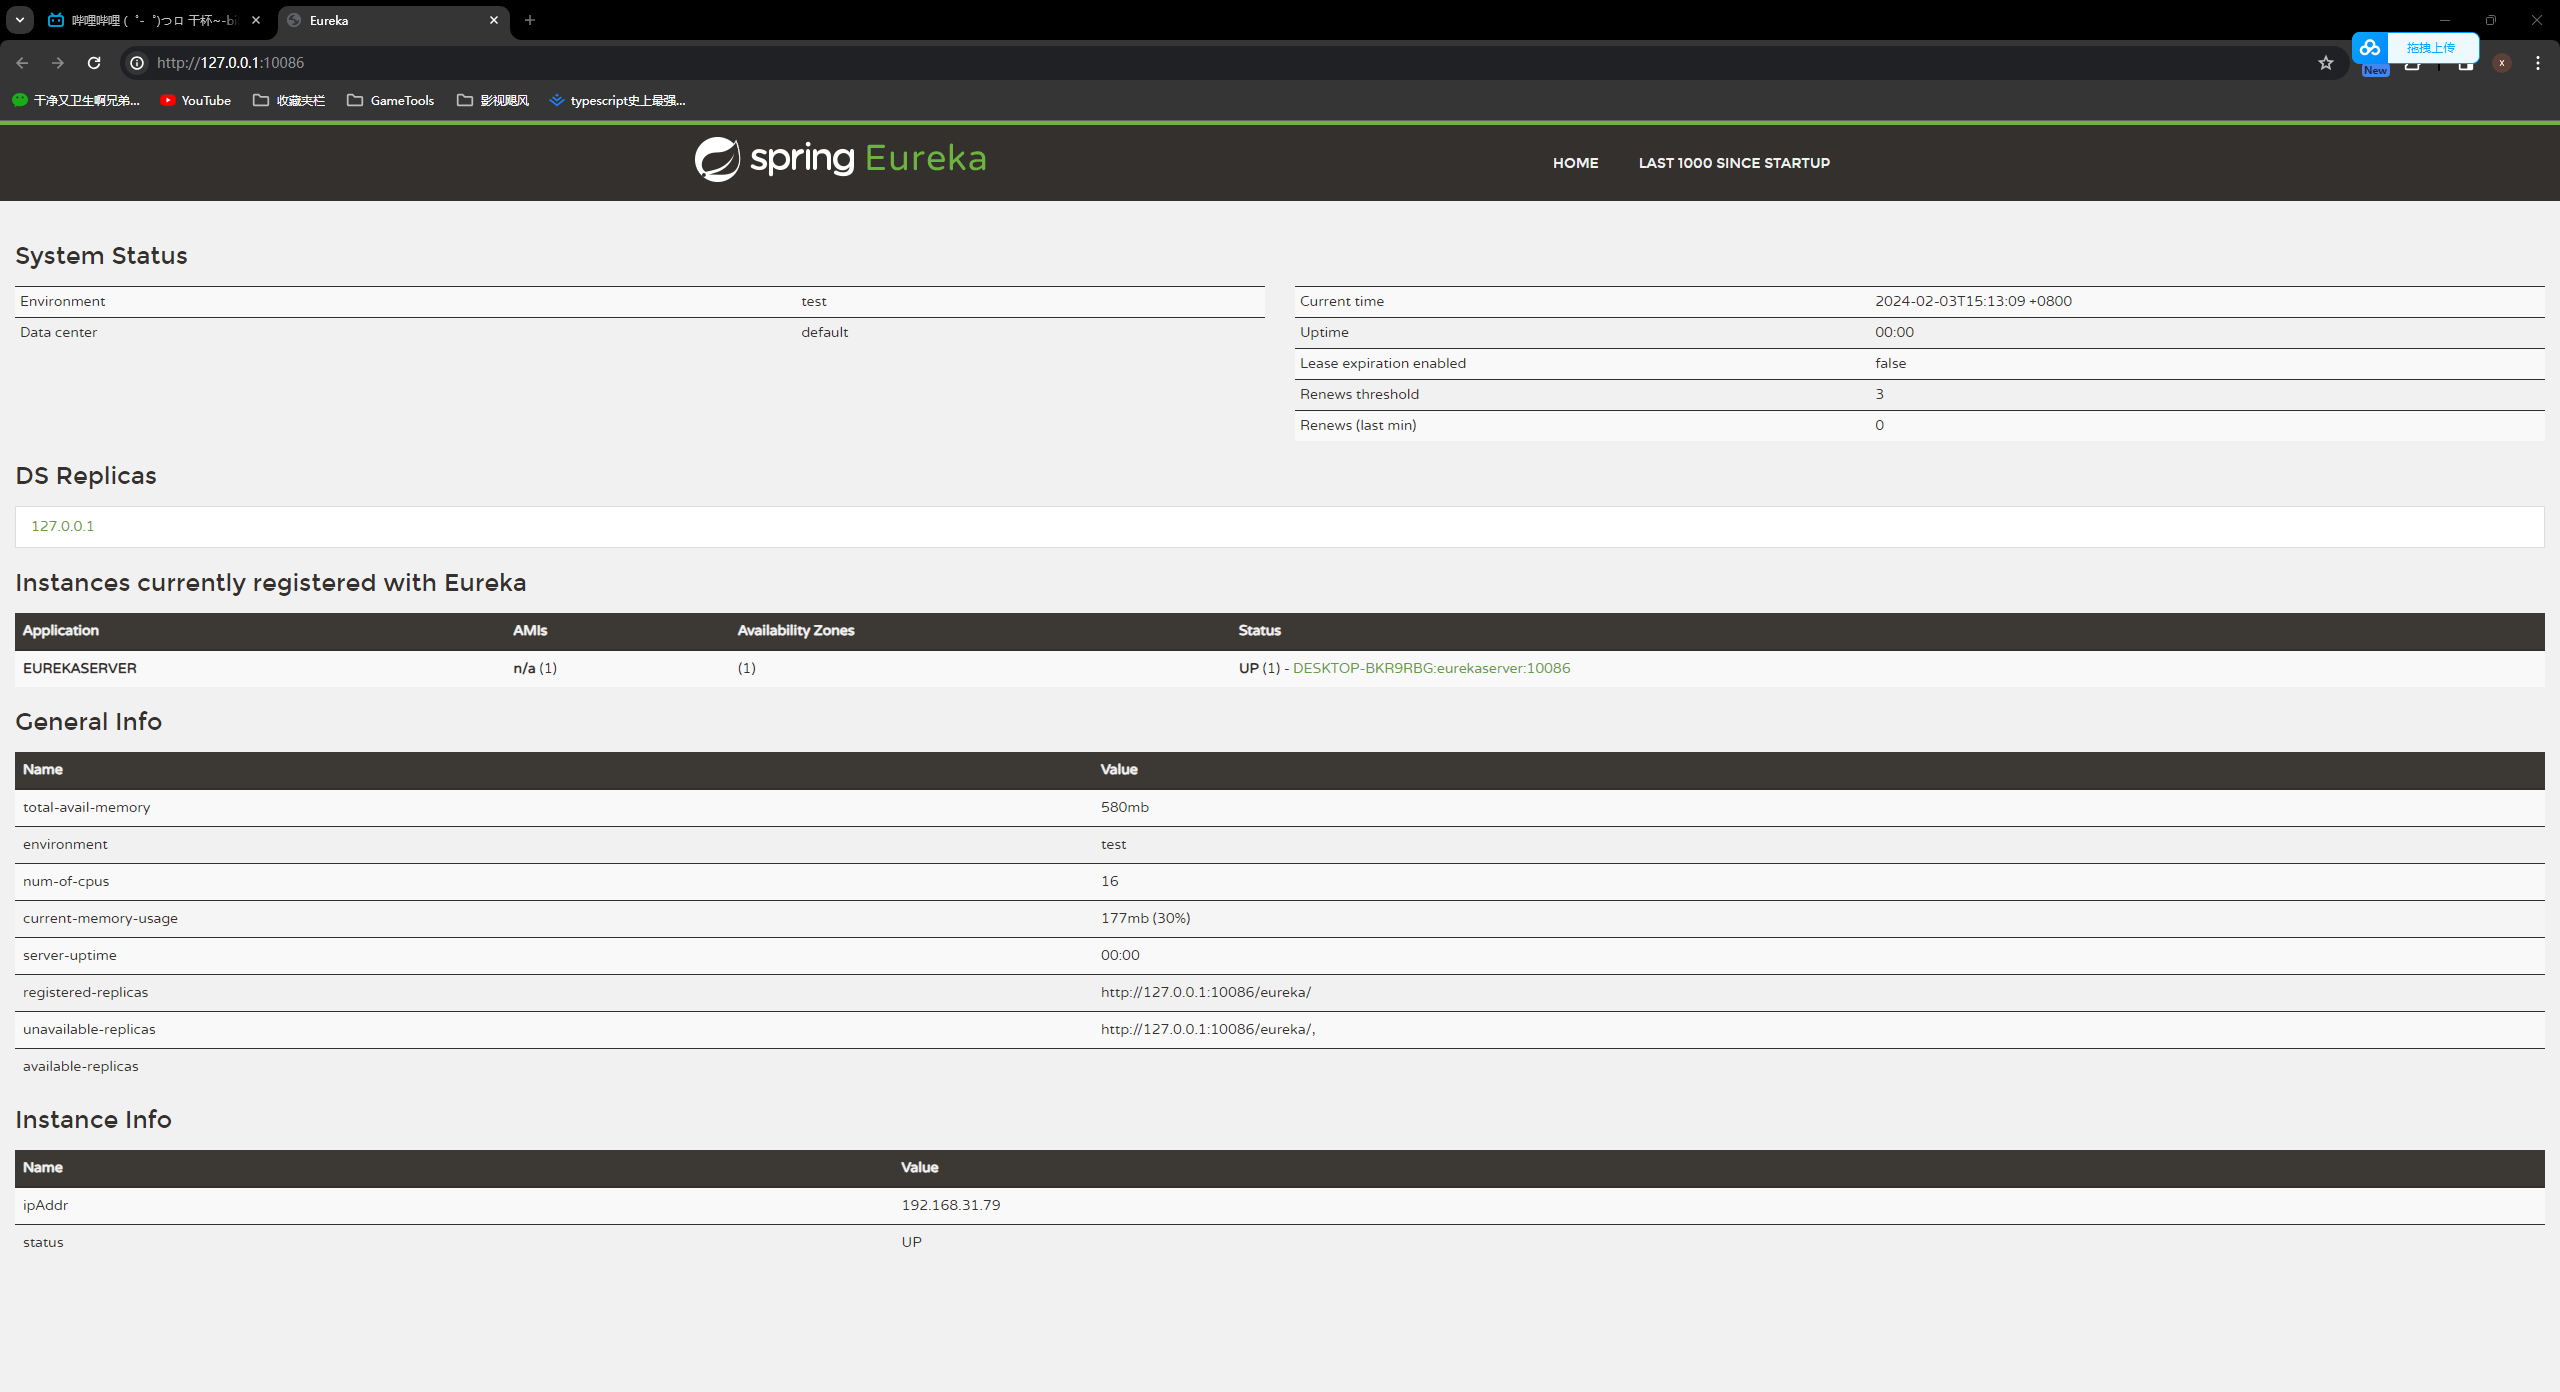 哔哩哔哩 (゜-゜)つロ 干杯~-bi
Eureka
http://127.0.0.1:10086
拖拽上传
New
x
干净又卫生啊兄弟...
YouTube
收藏夹栏
GameTools
影视飓风
typescript史上最强...
spring Eureka
HOME
LAST 1000 SINCE STARTUP
System Status
Environment test
Data center default
Current time 2024-02-03T15:13:09 +0800
Uptime 00:00
Lease expiration enabled false
Renews threshold 3
Renews (last min) 0
DS Replicas
127.0.0.1
Instances currently registered with Eureka
Application AMIs Availability Zones Status
EUREKASERVER n/a (1) (1) UP (1) - DESKTOP-BKR9RBG:eurekaserver:10086
General Info
Name Value
total-avail-memory 580mb
environment test
num-of-cpus 16
current-memory-usage 177mb (30%)
server-uptime 00:00
registered-replicas http://127.0.0.1:10086/eureka/
unavailable-replicas http://127.0.0.1:10086/eureka/,
available-replicas
Instance Info
Name Value
ipAddr 192.168.31.79
status UP